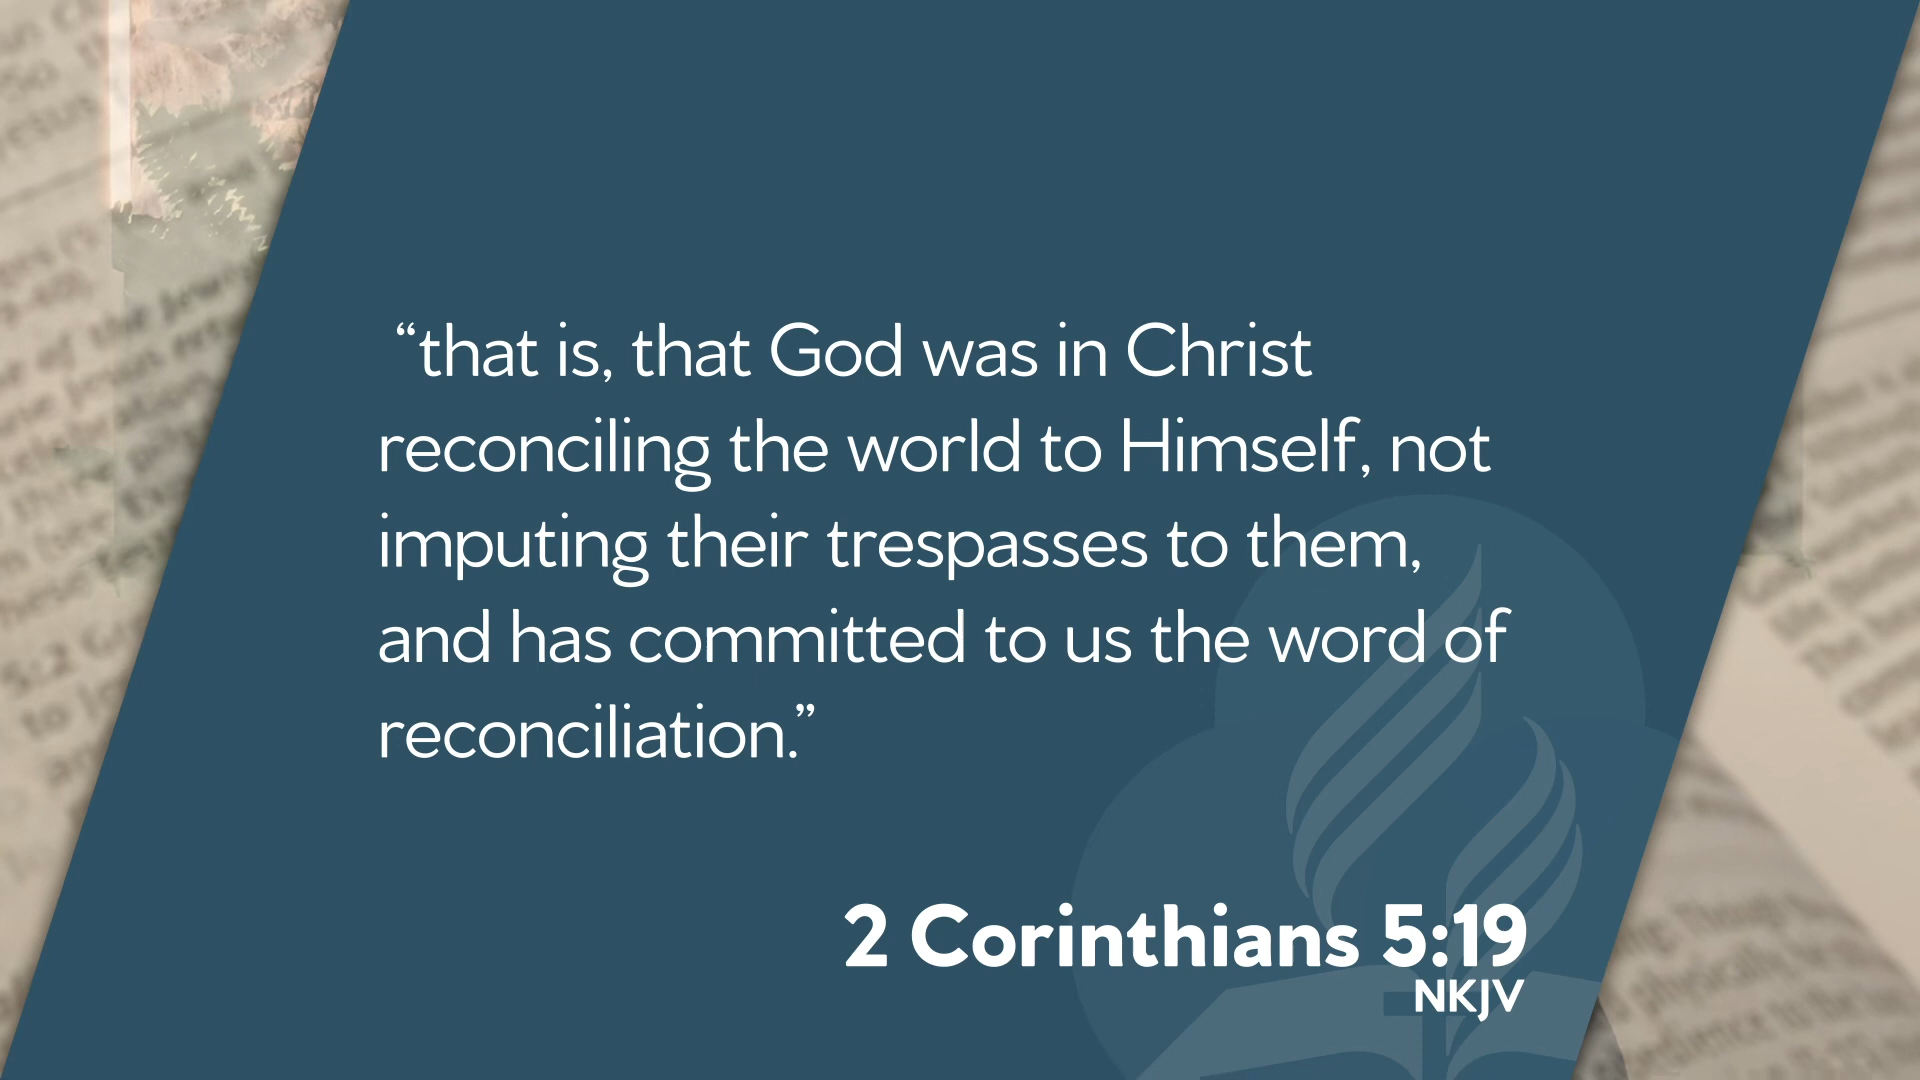 “that is, that God was in Christ
reconciling the world to Himself, not
imputing their trespasses to them,
and has committed to us the word of
reconciliation.”
2 Corinthians 5:19
NKJV